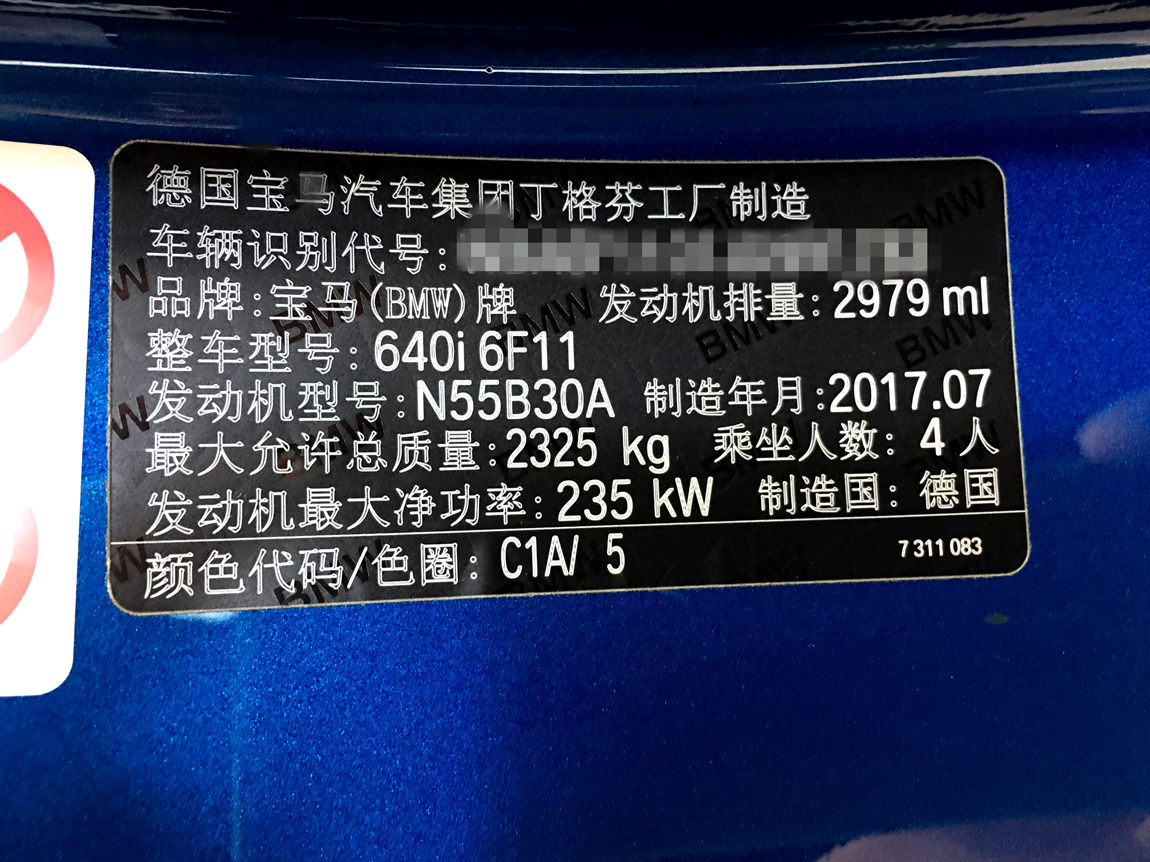 德国宝马汽车集团丁格芬工厂制造
车辆识别代号:
品牌:宝马(BMW)牌 发动机排量: 2979 ml
整车型号: 640i 6F11
发动机型号: N55B30A 制造年月: 2017.07
最大允许总质量: 2325 kg 乘坐人数: 4 人
发动机最大净功率: 235 kW 制造国: 德国
颜色代码/色圈: C1A/ 5 7 311 083